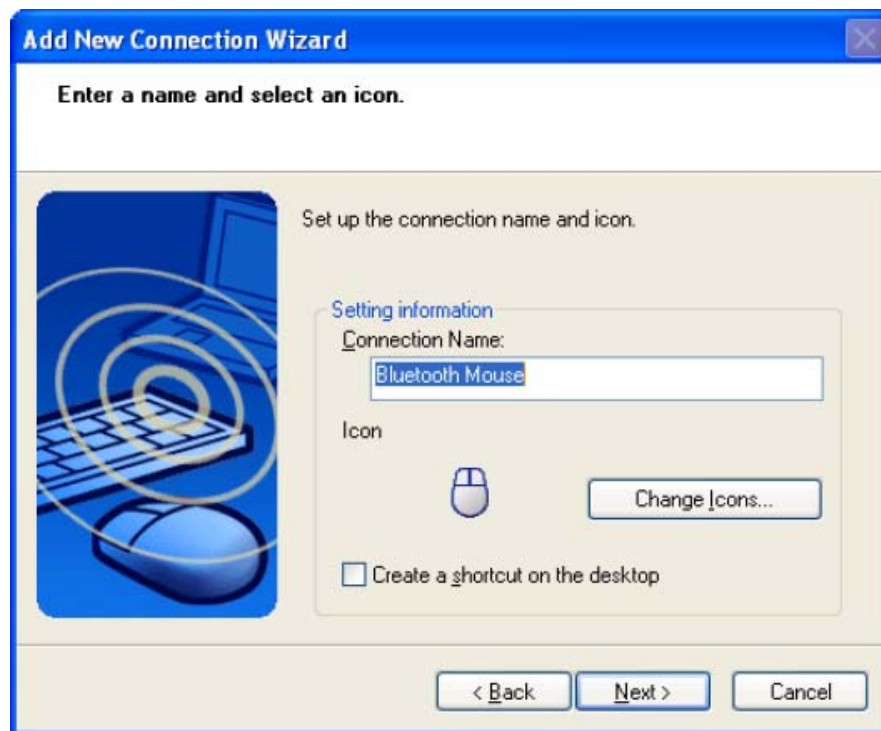 Add New Connection Wizard
Enter a name and select an icon.
Set up the connection name and icon.
Setting information
Connection Name:
Bluetooth Mouse
Icon
Change Icons...
Create a shortcut on the desktop
< Back Next > Cancel